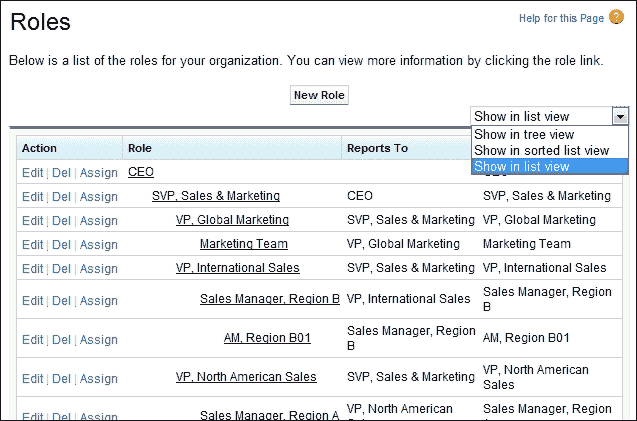 Roles
Help for this Page
Below is a list of the roles for your organization. You can view more information by clicking the role link.
New Role
Show in list view
Show in tree view
Show in sorted list view
Show in list view
Action Role Reports To
Edit | Del | Assign CEO
Edit | Del | Assign SVP, Sales & Marketing CEO SVP, Sales & Marketing
Edit | Del | Assign VP, Global Marketing SVP, Sales & Marketing VP, Global Marketing
Edit | Del | Assign Marketing Team VP, Global Marketing Marketing Team
Edit | Del | Assign VP, International Sales SVP, Sales & Marketing VP, International Sales
Edit | Del | Assign Sales Manager, Region B VP, International Sales Sales Manager, Region
B
Edit | Del | Assign AM, Region B01 Sales Manager, Region
B AM, Region B01
Edit | Del | Assign VP, North American Sales SVP, Sales & Marketing VP, North American
Sales
Edit | Del | Assign Sales Manager, Region A VP, North American Sales Manager, Region